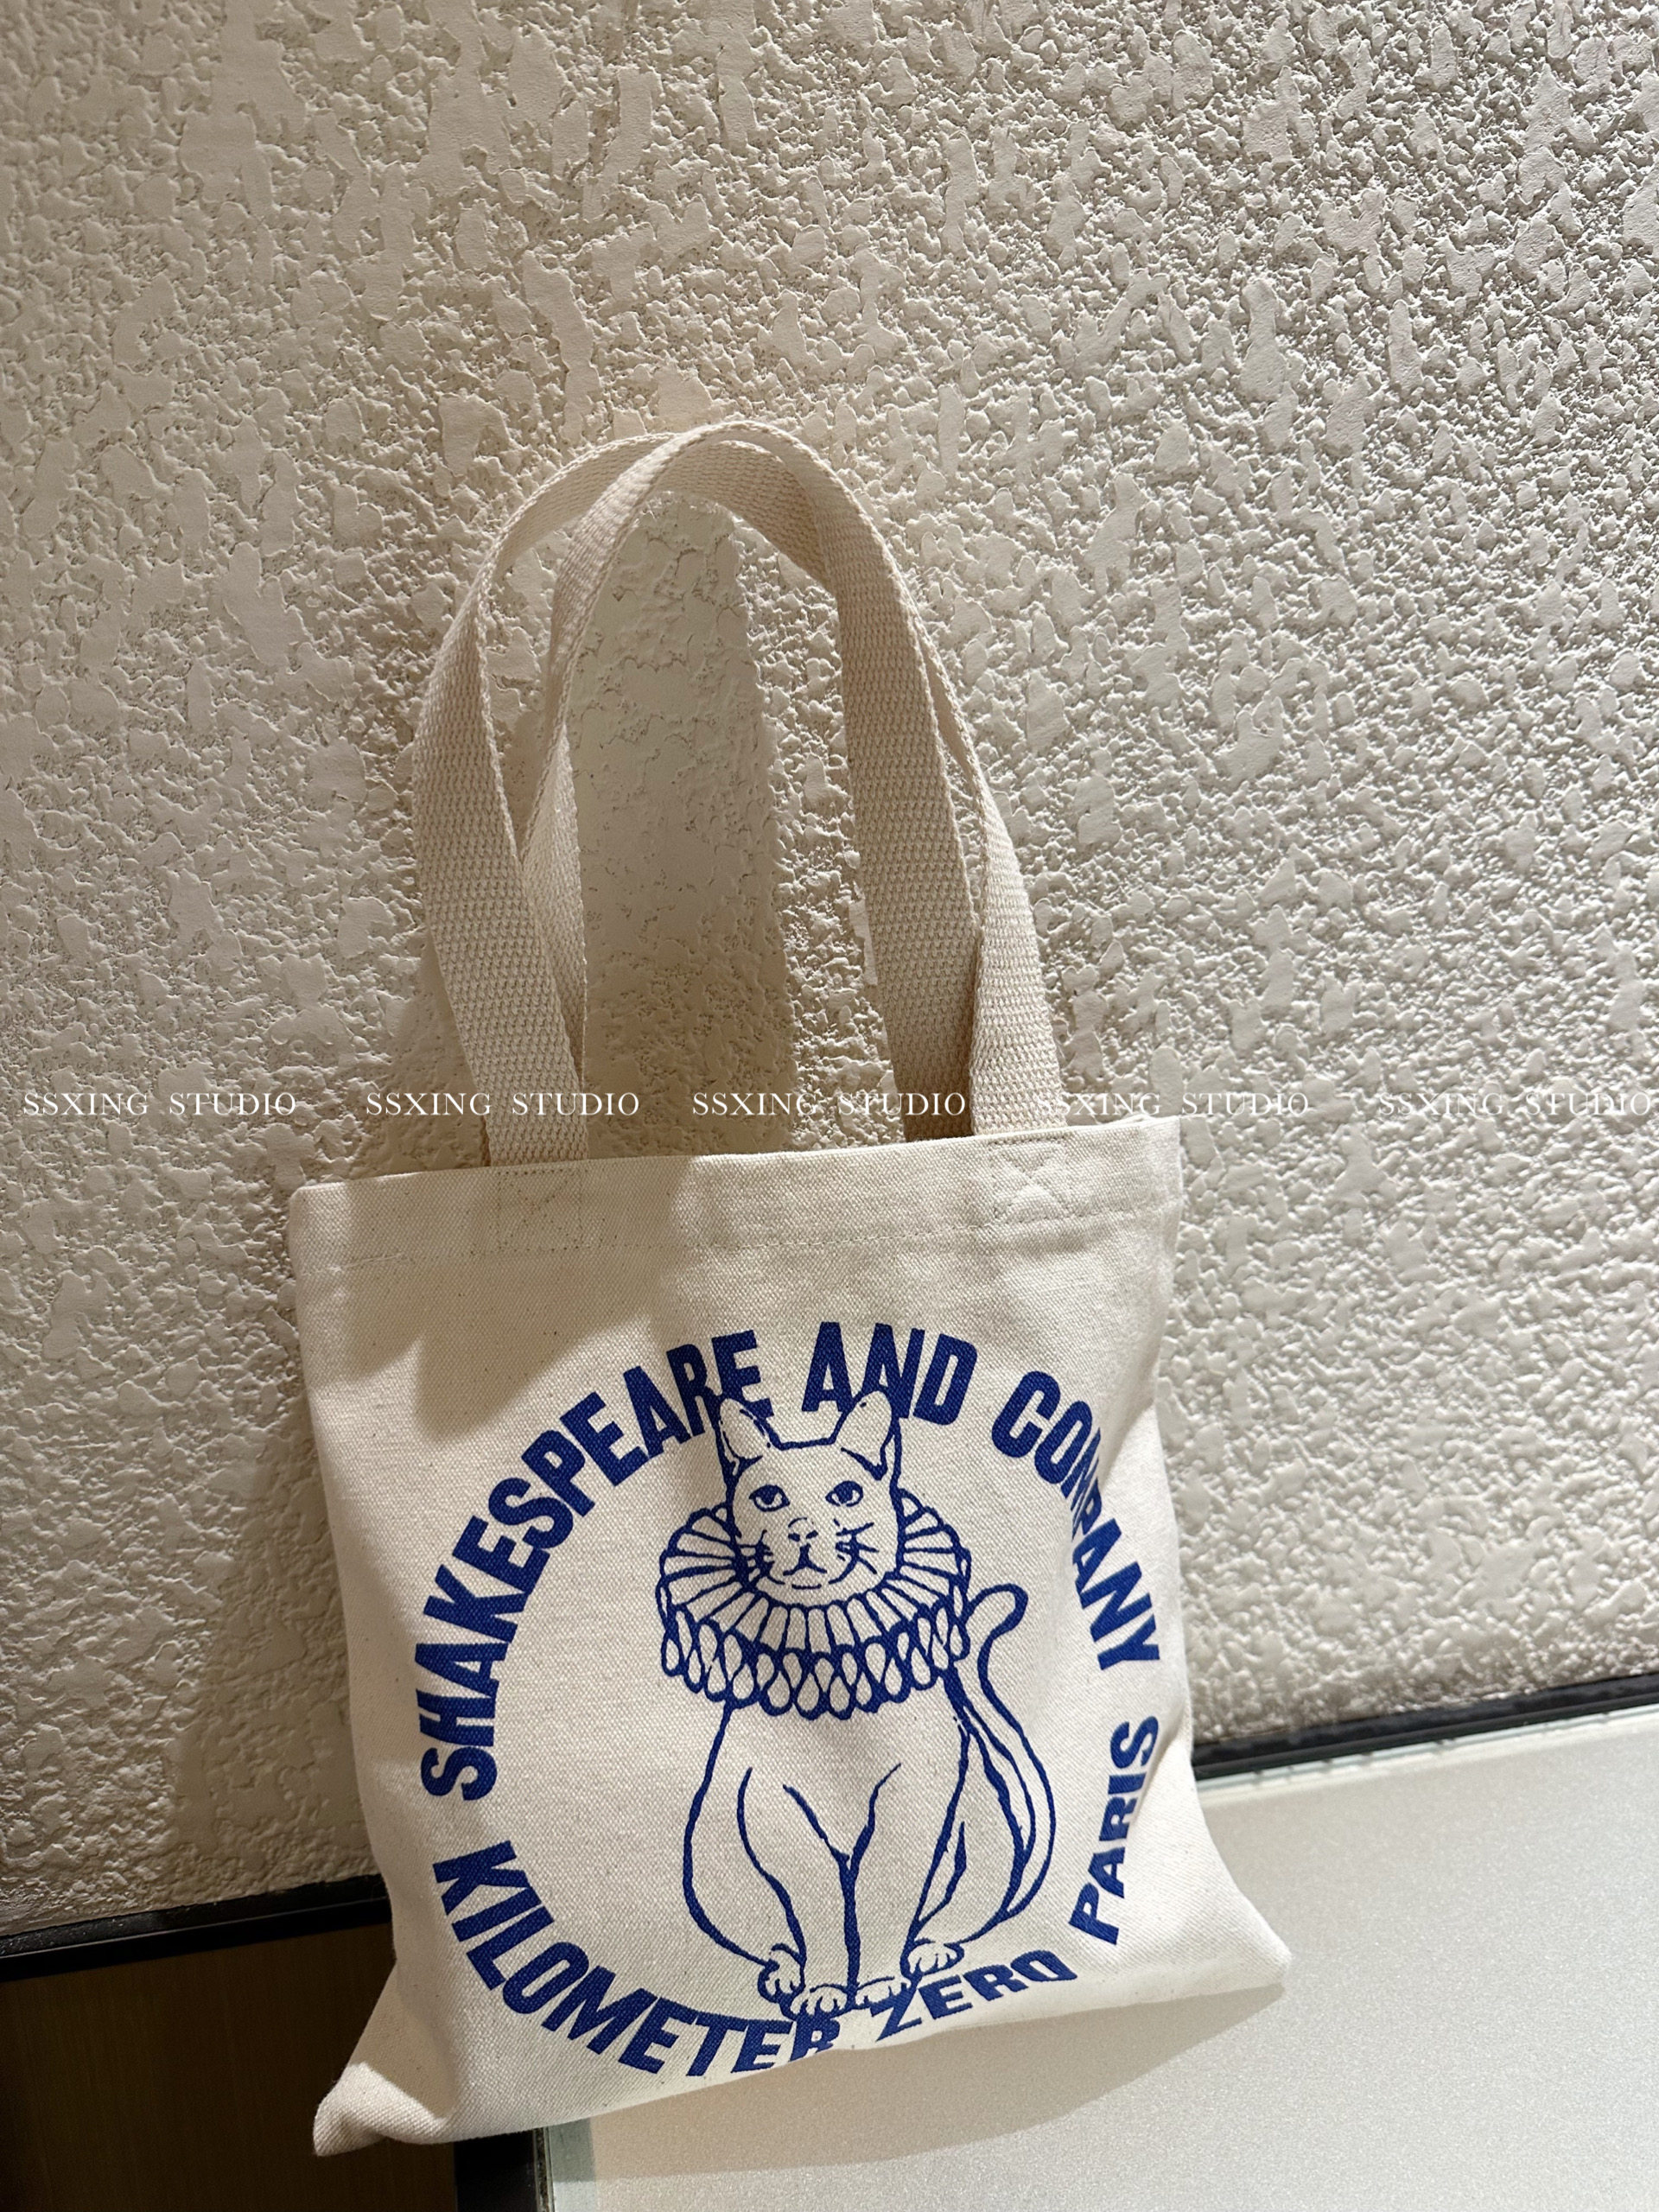 SSXING STUDIO SSXING STUDIO SSXING STUDIO SSXING STUDIO SSXING STUDIO
SHAKESPEARE AND COMPANY
KILOMETER ZERO PARIS